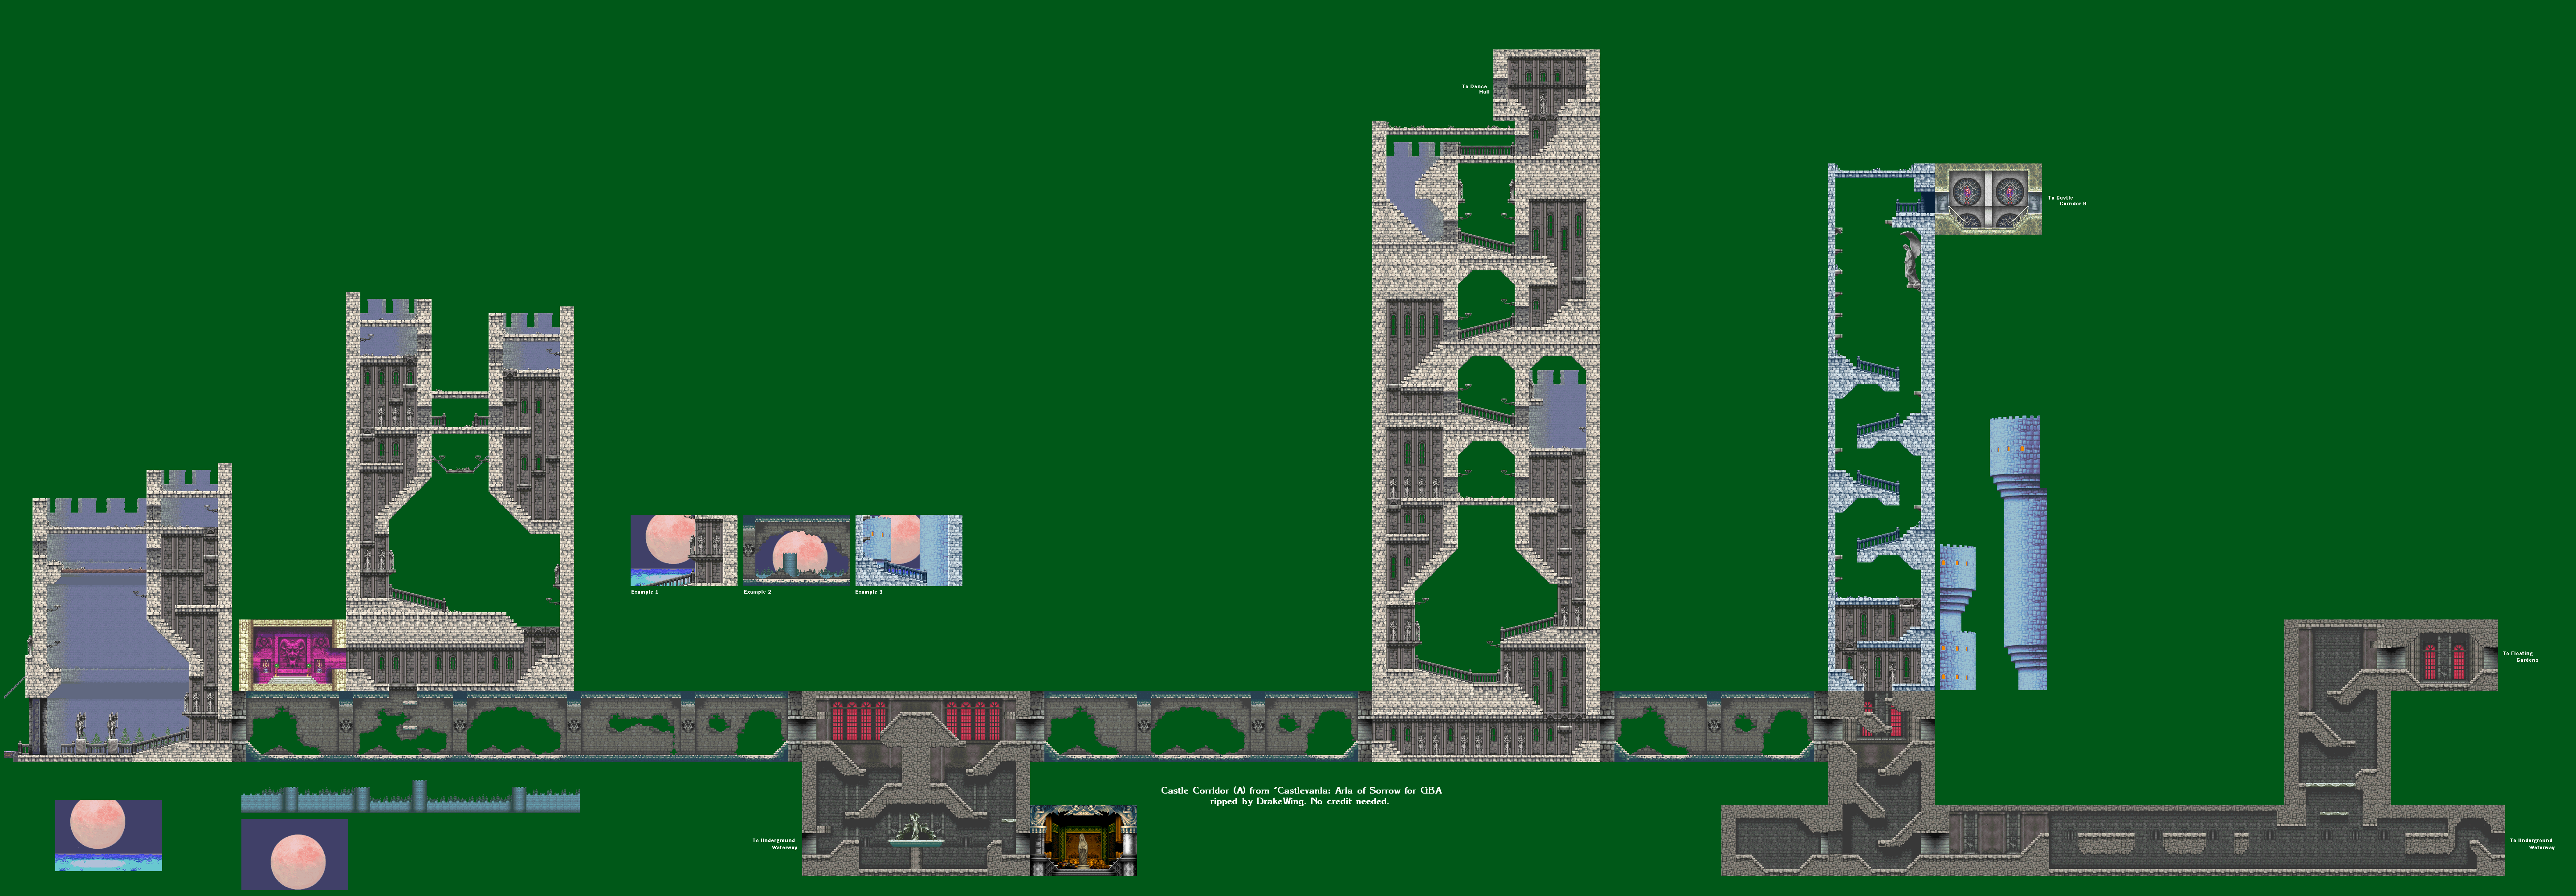 To Dance
Hall
To Castle
Corridor B
Example 1
Example 2
Example 3
To Floating
Gardens
Castle Corridor (A) from "Castlevania: Aria of Sorrow for GBA
ripped by DrakeWing. No credit needed.
To Underground
Waterway
To Underground
Waterway